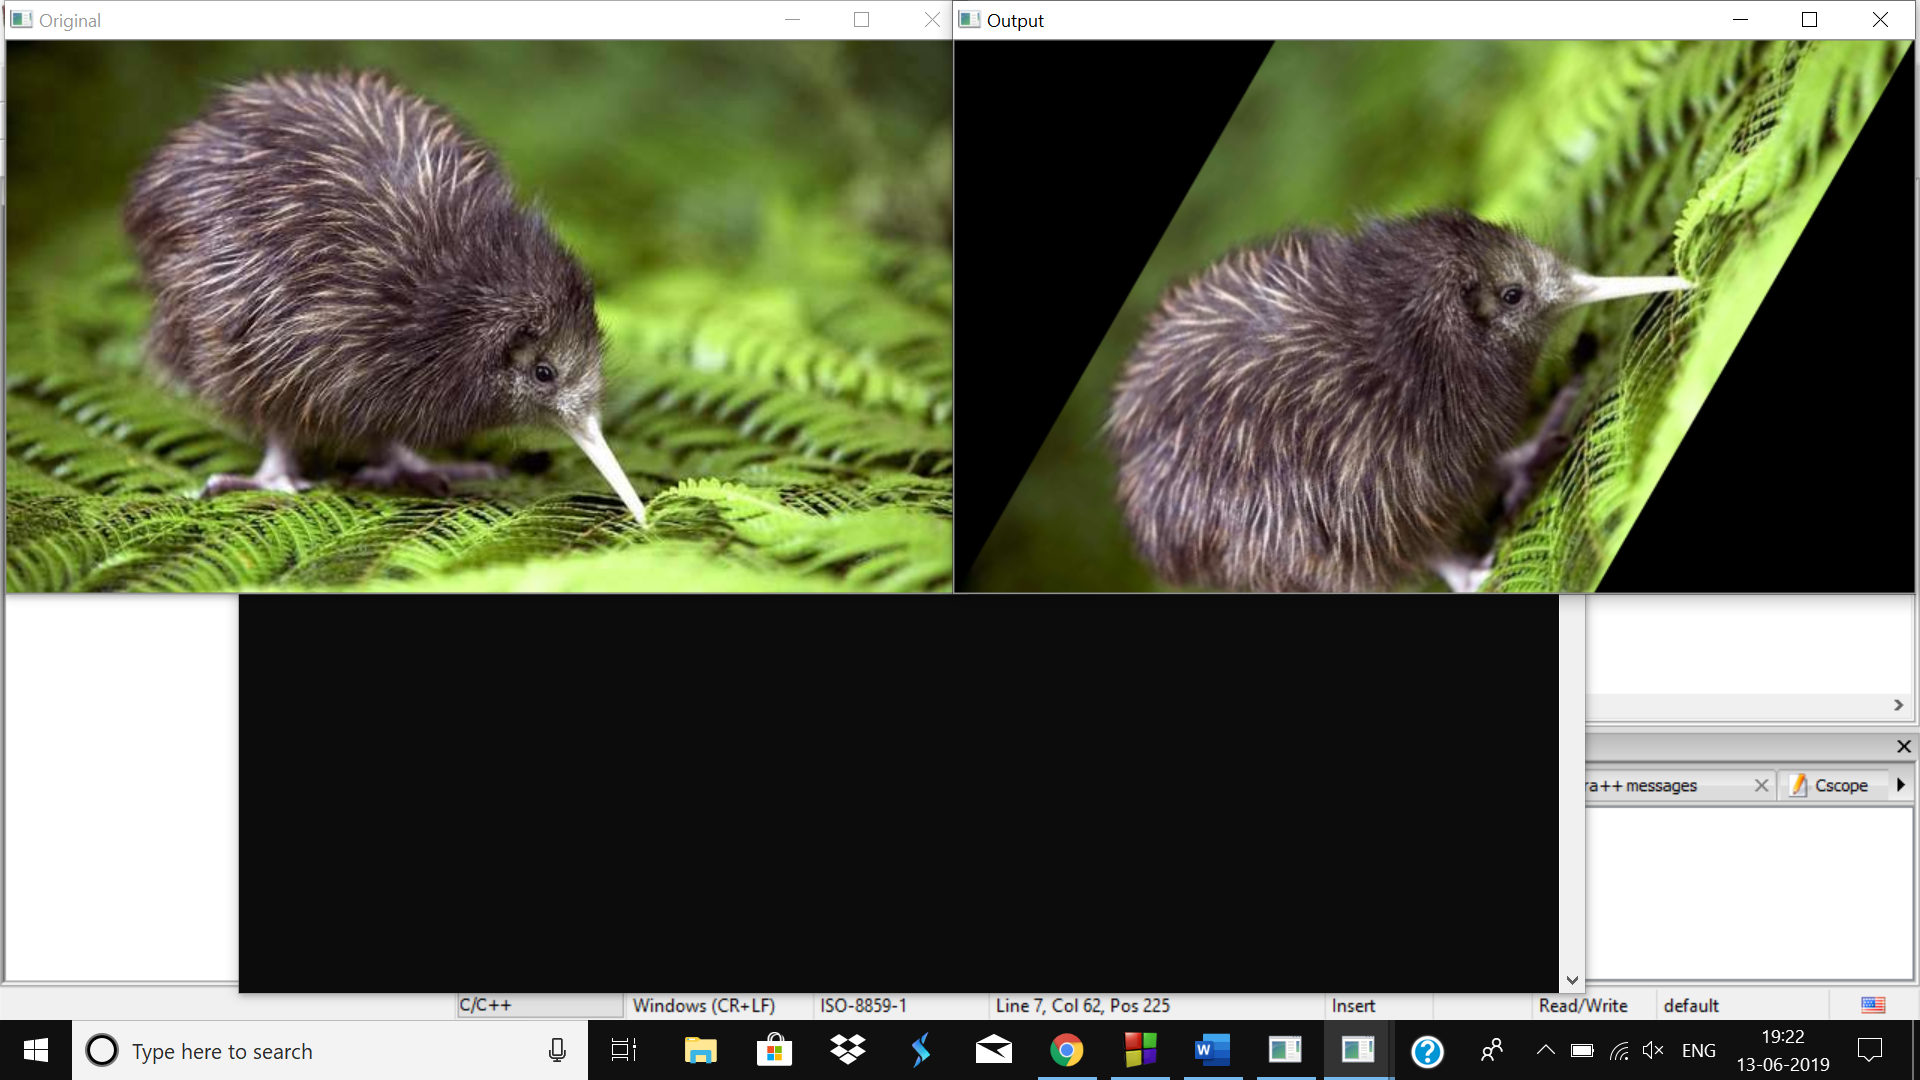 Original
Output
ra++ messages
Cscope
C/C++
Windows (CR+LF)
ISO-8859-1
Line 7, Col 62, Pos 225
Insert
Read/Write
default
Type here to search
W
?
ENG
19:22
13-06-2019